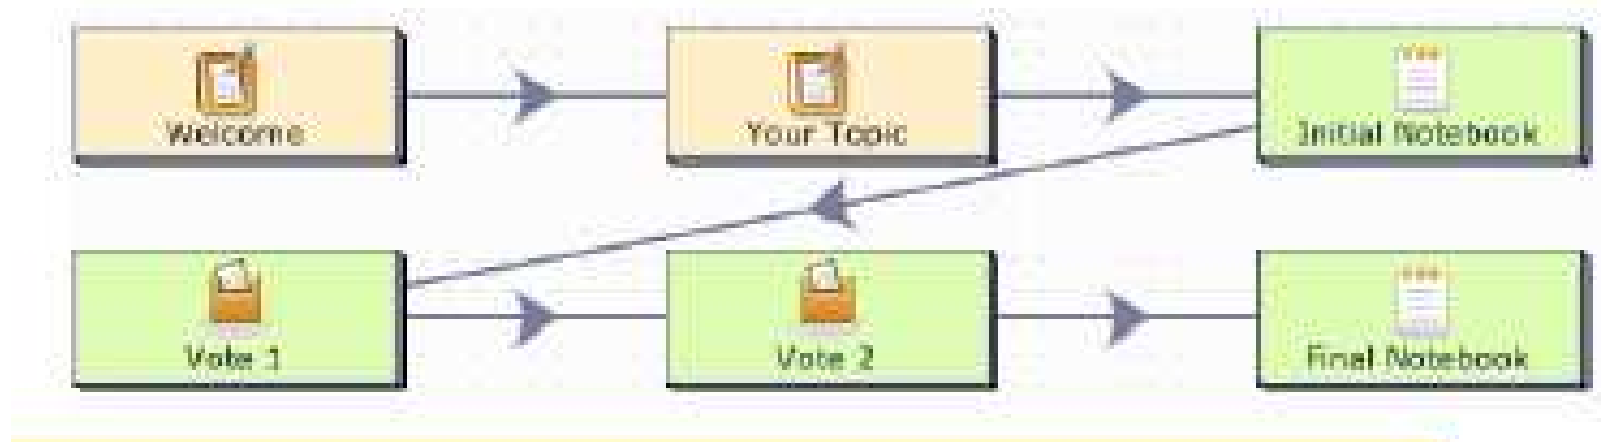 Welcome
Your Topic
Initial Notebook
Vote 1
Vote 2
Final Notebook